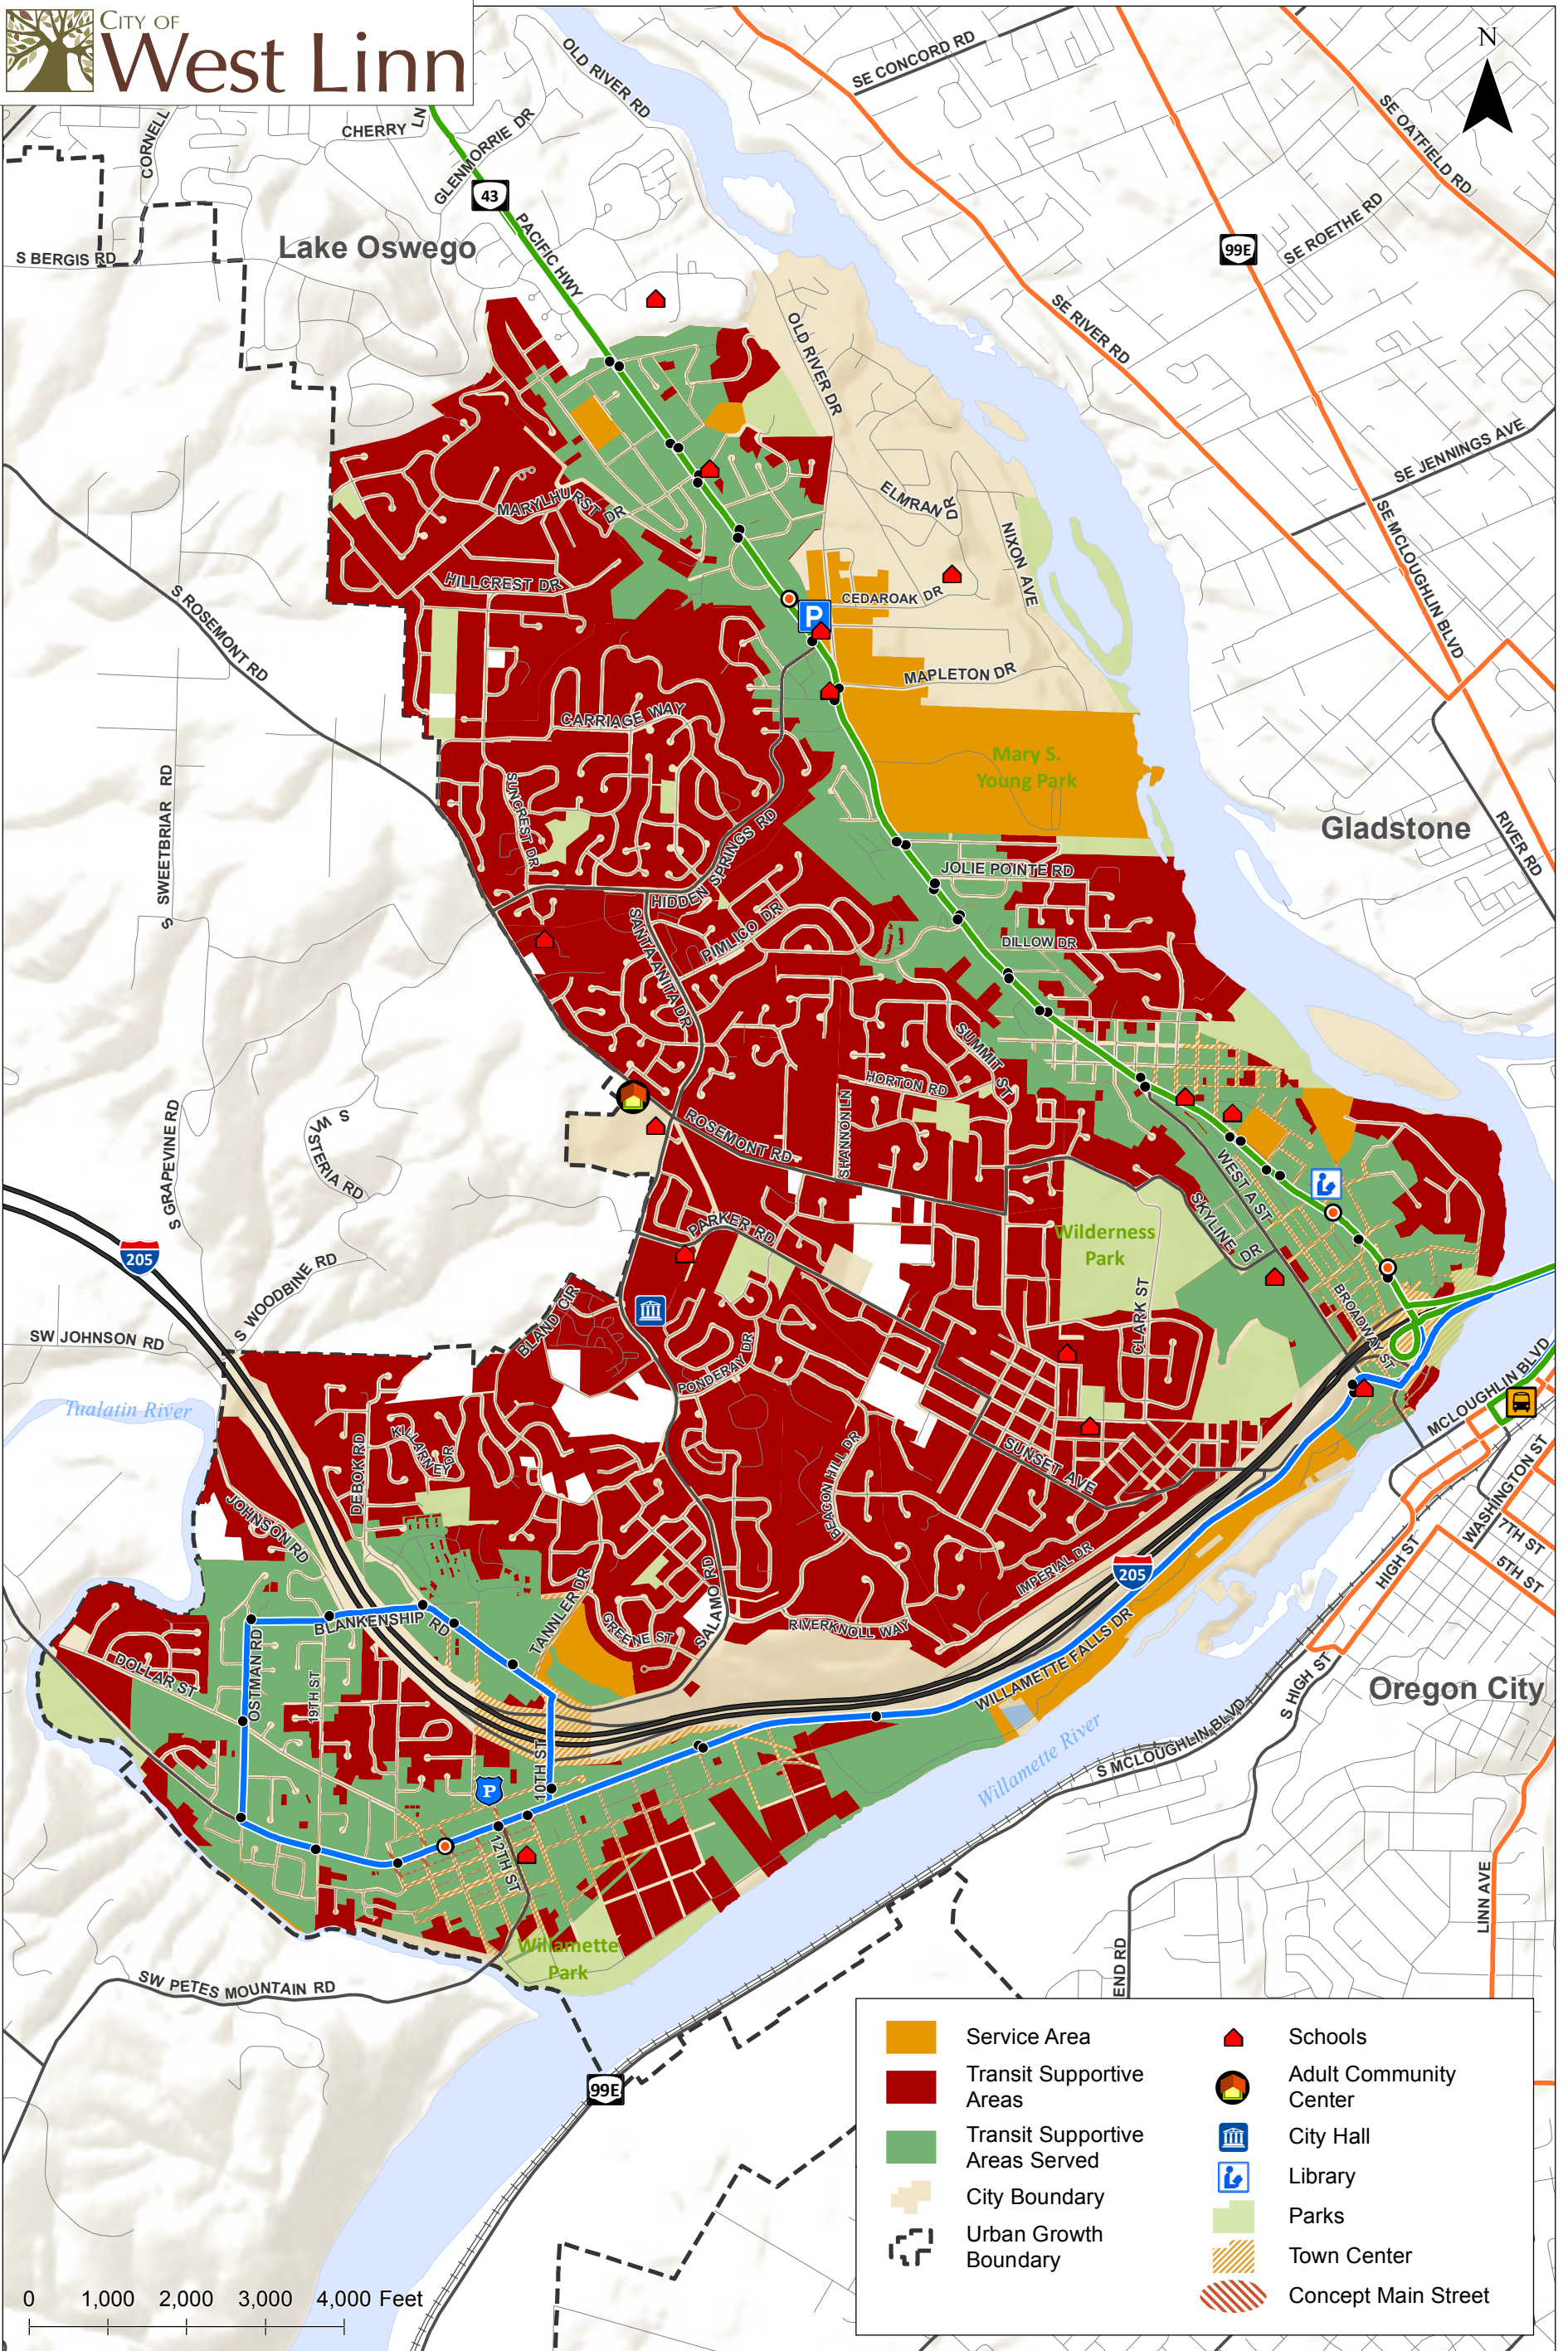 CITY OF
West Linn
N
OLD RIVER RD
SE CONCORD RD
SE OATFIELD RD
CORNELL
CHERRY LN
GLENMORRIE DR
43
PACIFIC HWY
Lake Oswego
S BERGIS RD
99E
SE ROETHE RD
SE RIVER RD
OLD RIVER DR
SE JENNINGS AVE
SE MCLOUGHLIN BLVD
MARYLHURST DR
ELMRAN DR
NIXON AVE
HILLCREST DR
CEDAROAK DR
S ROSEMONT RD
P
MAPLETON DR
CARRIAGE WAY
Mary S.
Young Park
SUNCREST DR
S SWEETBRIAR RD
HIDDEN SPRINGS RD
Gladstone
RIVER RD
JOLIE POINTE RD
SANTA ANITA DR
PIMLICO DR
DILLOW DR
SUMMIT ST
HORTON RD
SHANNON LN
ROSEMONT RD
S GRAPEVINE RD
S WISTERIA RD
WEST A ST
SKYLINE DR
Wilderness
Park
PARKER RD
205
S WOODBINE RD
SW JOHNSON RD
BLAND CIR
CLARK ST
BROADWAY ST
PONDERAY DR
MCLOUGHLIN BLVD
Tualatin River
KILLARNEY DR
DEBOK RD
BEACON HILL DR
SUNSET AVE
WASHINGTON ST
7TH ST
5TH ST
HIGH ST
JOHNSON RD
IMPERIAL DR
205
TANNLER DR
GREENE ST
SALAMO RD
RIVERKNOLL WAY
BLANKENSHIP RD
WILLAMETTE FALLS DR
DOLLAR ST
OSTMAN RD
19TH ST
S HIGH ST
Oregon City
S MCLOUGHLIN BLVD
Willamette River
10TH ST
P
12TH ST
LINN AVE
END RD
Willamette
Park
SW PETES MOUNTAIN RD
99E
Service Area
Transit Supportive
Areas
Transit Supportive
Areas Served
City Boundary
Urban Growth
Boundary
Schools
Adult Community
Center
City Hall
Library
Parks
Town Center
Concept Main Street
0 1,000 2,000 3,000 4,000 Feet